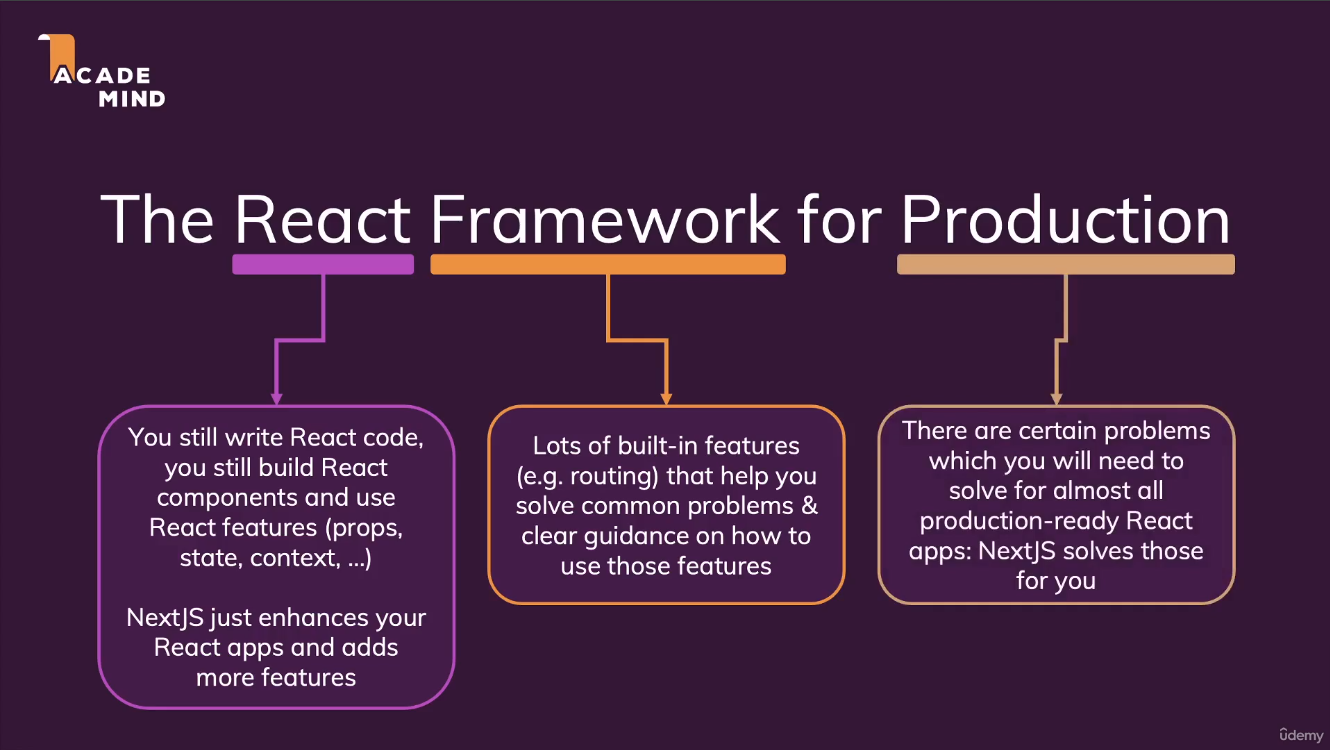 ACADE
MIND
The React Framework for Production
You still write React code,
you still build React
components and use
React features (props,
state, context, ...)
NextJS just enhances your
React apps and adds
more features
Lots of built-in features
(e.g. routing) that help you
solve common problems &
clear guidance on how to
use those features
There are certain problems
which you will need to
solve for almost all
production-ready React
apps: NextJS solves those
for you
ûdemy